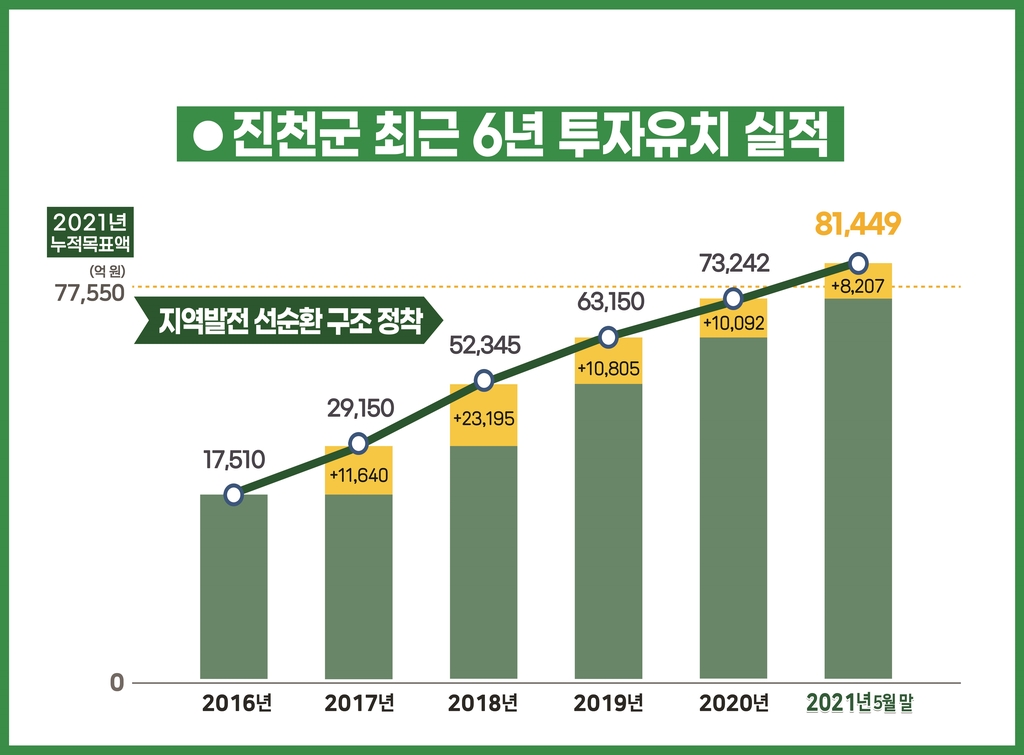 ● 진천군 최근 6년 투자유치 실적
2021년
누적목표액
(억 원)
77,550
지역발전 선순환 구조 정착
17,510
29,150
52,345
63,150
73,242
81,449
+11,640
+23,195
+10,805
+10,092
+8,207
0
2016년
2017년
2018년
2019년
2020년
2021년 5월 말